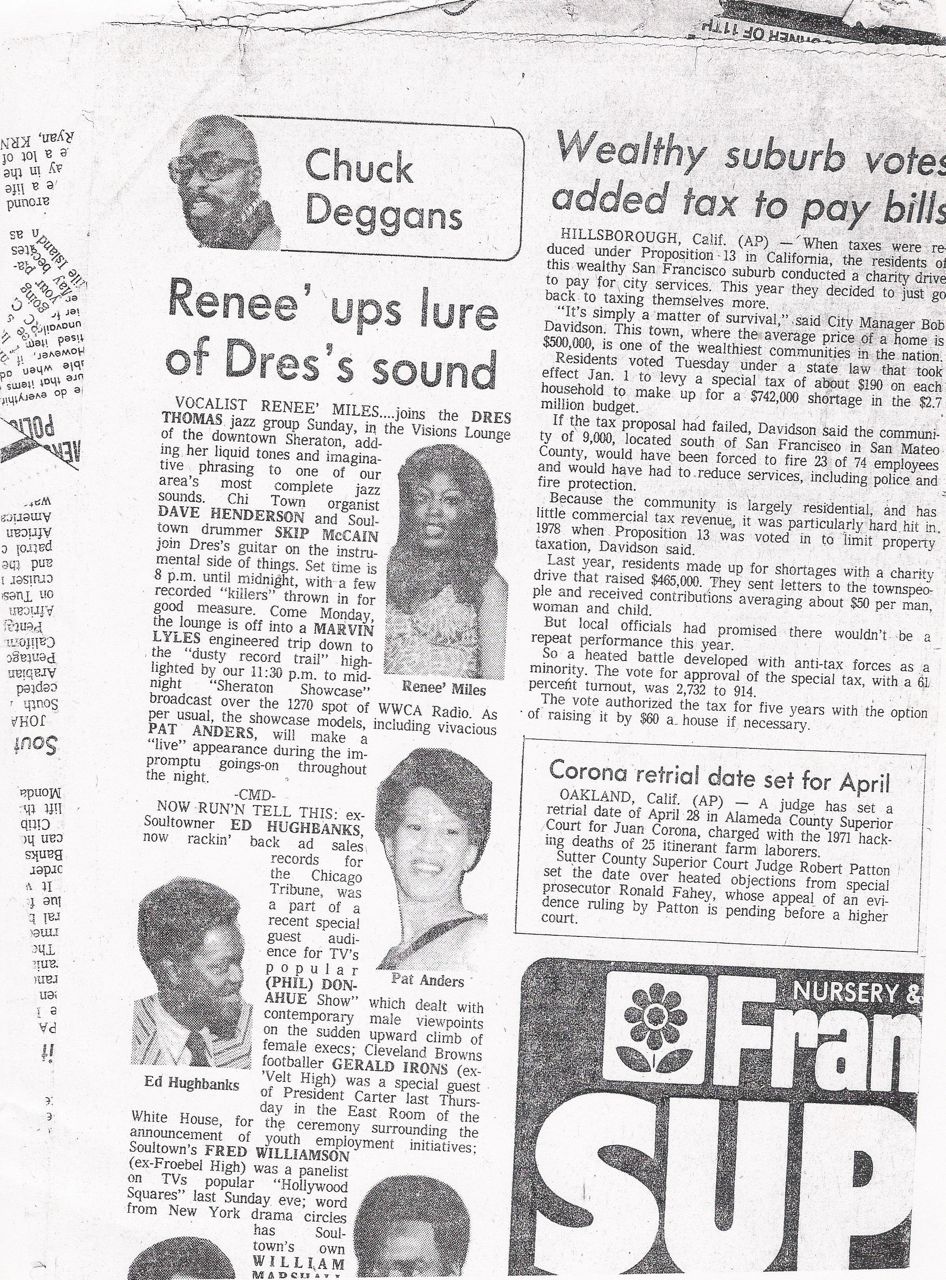 CORNER OF 11TH
Chuck
Deggans
Renee' ups lure
of Dres's sound
VOCALIST RENEE' MILES....joins the DRES
THOMAS jazz group Sunday, in the Visions Lounge
of the downtown Sheraton, add-
ing her liquid tones and imagina-
tive phrasing to one of our
area's most complete jazz
sounds. Chi Town organist
DAVE HENDERSON and Soul-
town drummer SKIP McCAIN
join Dres's guitar on the instru-
mental side of things. Set time is
8 p.m. until midnight, with a few
recorded "killers" thrown in for
good measure. Come Monday,
the lounge is off into a MARVIN
LYLES engineered trip down to
the "dusty record trail" high-
lighted by our 11:30 p.m. to mid-
night "Sheraton Showcase"
broadcast over the 1270 spot of WWCA Radio. As
per usual, the showcase models, including vivacious
PAT ANDERS, will make a
"live" appearance during the im-
promptu goings-on throughout
the night.
Renee' Miles
-CMD-
NOW RUN'N TELL THIS: ex-
Soultowner ED HUGHBANKS,
now rackin' back ad sales
records for
the Chicago
Tribune, was
a part of a
recent special
guest audi-
ence for TV's
popular
(PHIL) DON-
AHUE Show" which dealt with
contemporary male viewpoints
on the sudden upward climb of
female execs; Cleveland Browns
footballer GERALD IRONS (ex-
'Velt High) was a special guest
of President Carter last Thurs-
day in the East Room of the
White House, for the ceremony surrounding the
announcement of youth employment initiatives;
Soultown's FRED WILLIAMSON
(ex-Froebel High) was a panelist
on TVs popular "Hollywood
Squares" last Sunday eve; word
from New York drama circles
has Soul-
town's own
WILLIAM
MARSHALL
Pat Anders
Ed Hughbanks
Wealthy suburb votes
added tax to pay bills
HILLSBOROUGH, Calif. (AP) — When taxes were re-
duced under Proposition 13 in California, the residents of
this wealthy San Francisco suburb conducted a charity drive
to pay for city services. This year they decided to just go
back to taxing themselves more.
"It's simply a matter of survival," said City Manager Bob
Davidson. This town, where the average price of a home is
$500,000, is one of the wealthiest communities in the nation.
Residents voted Tuesday under a state law that took
effect Jan. 1 to levy a special tax of about $190 on each
household to make up for a $742,000 shortage in the $2.7
million budget.
If the tax proposal had failed, Davidson said the communi-
ty of 9,000, located south of San Francisco in San Mateo
County, would have been forced to fire 23 of 74 employees
and would have had to reduce services, including police and
fire protection.
Because the community is largely residential, and has
little commercial tax revenue, it was particularly hard hit in
1978 when Proposition 13 was voted in to limit property
taxation, Davidson said.
Last year, residents made up for shortages with a charity
drive that raised $465,000. They sent letters to the townspeo-
ple and received contributions averaging about $50 per man,
woman and child.
But local officials had promised there wouldn't be a
repeat performance this year.
So a heated battle developed with anti-tax forces as a
minority. The vote for approval of the special tax, with a 61
percent turnout, was 2,732 to 914.
The vote authorized the tax for five years with the option
of raising it by $60 a house if necessary.
Corona retrial date set for April
OAKLAND, Calif. (AP) — A judge has set a
retrial date of April 28 in Alameda County Superior
Court for Juan Corona, charged with the 1971 hack-
ing deaths of 25 itinerant farm laborers.
Sutter County Superior Court Judge Robert Patton
set the date over heated objections from special
prosecutor Ronald Fahey, whose appeal of an evi-
dence ruling by Patton is pending before a higher
court.
NURSERY &
Fran
SUP